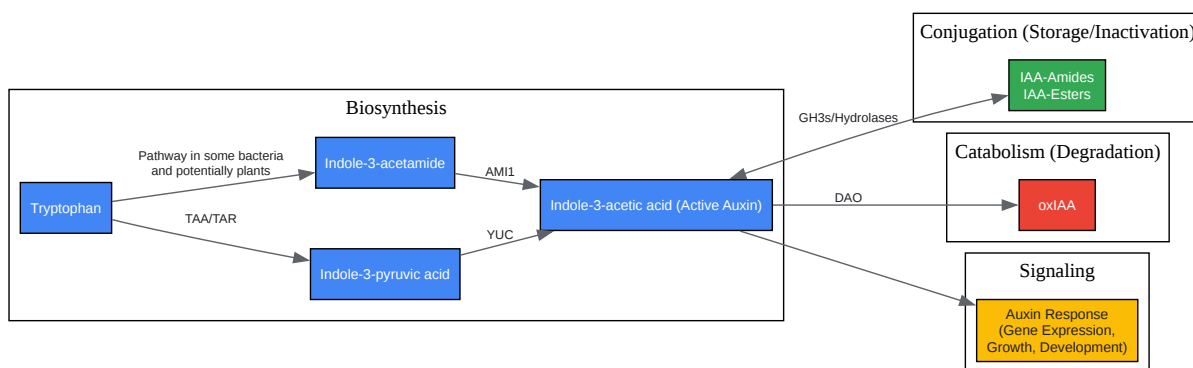 Conjugation (Storage/Inactivation)
IAA-Amides
IAA-Esters
Biosynthesis
GH3s/Hydrolases
Pathway in some bacteria
and potentially plants
Indole-3-acetamide
AMI1
Catabolism (Degradation)
Tryptophan
TAA/TAR
Indole-3-acetic acid (Active Auxin)
DAO
oxIAA
YUC
Indole-3-pyruvic acid
Signaling
Auxin Response
(Gene Expression,
Growth, Development)